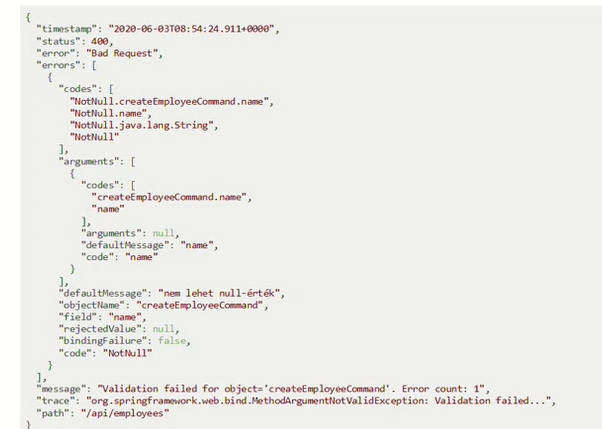 {
"timestamp": "2020-06-03T08:54:24.911+0000",
"status": 400,
"error": "Bad Request",
"errors": [
{
"codes": [
"NotNull.createEmployeeCommand.name",
"NotNull.name",
"NotNull.java.lang.String",
"NotNull"
],
"arguments": [
{
"codes": [
"createEmployeeCommand.name",
"name"
],
"arguments": null,
"defaultMessage": "name",
"code": "name"
}
],
"defaultMessage": "nem lehet null-érték",
"objectName": "createEmployeeCommand",
"field": "name",
"rejectedValue": null,
"bindingFailure": false,
"code": "NotNull"
}
],
"message": "Validation failed for object='createEmployeeCommand'. Error count: 1",
"trace": "org.springframework.web.bind.MethodArgumentNotValidException: Validation failed...",
"path": "/api/employees"
}